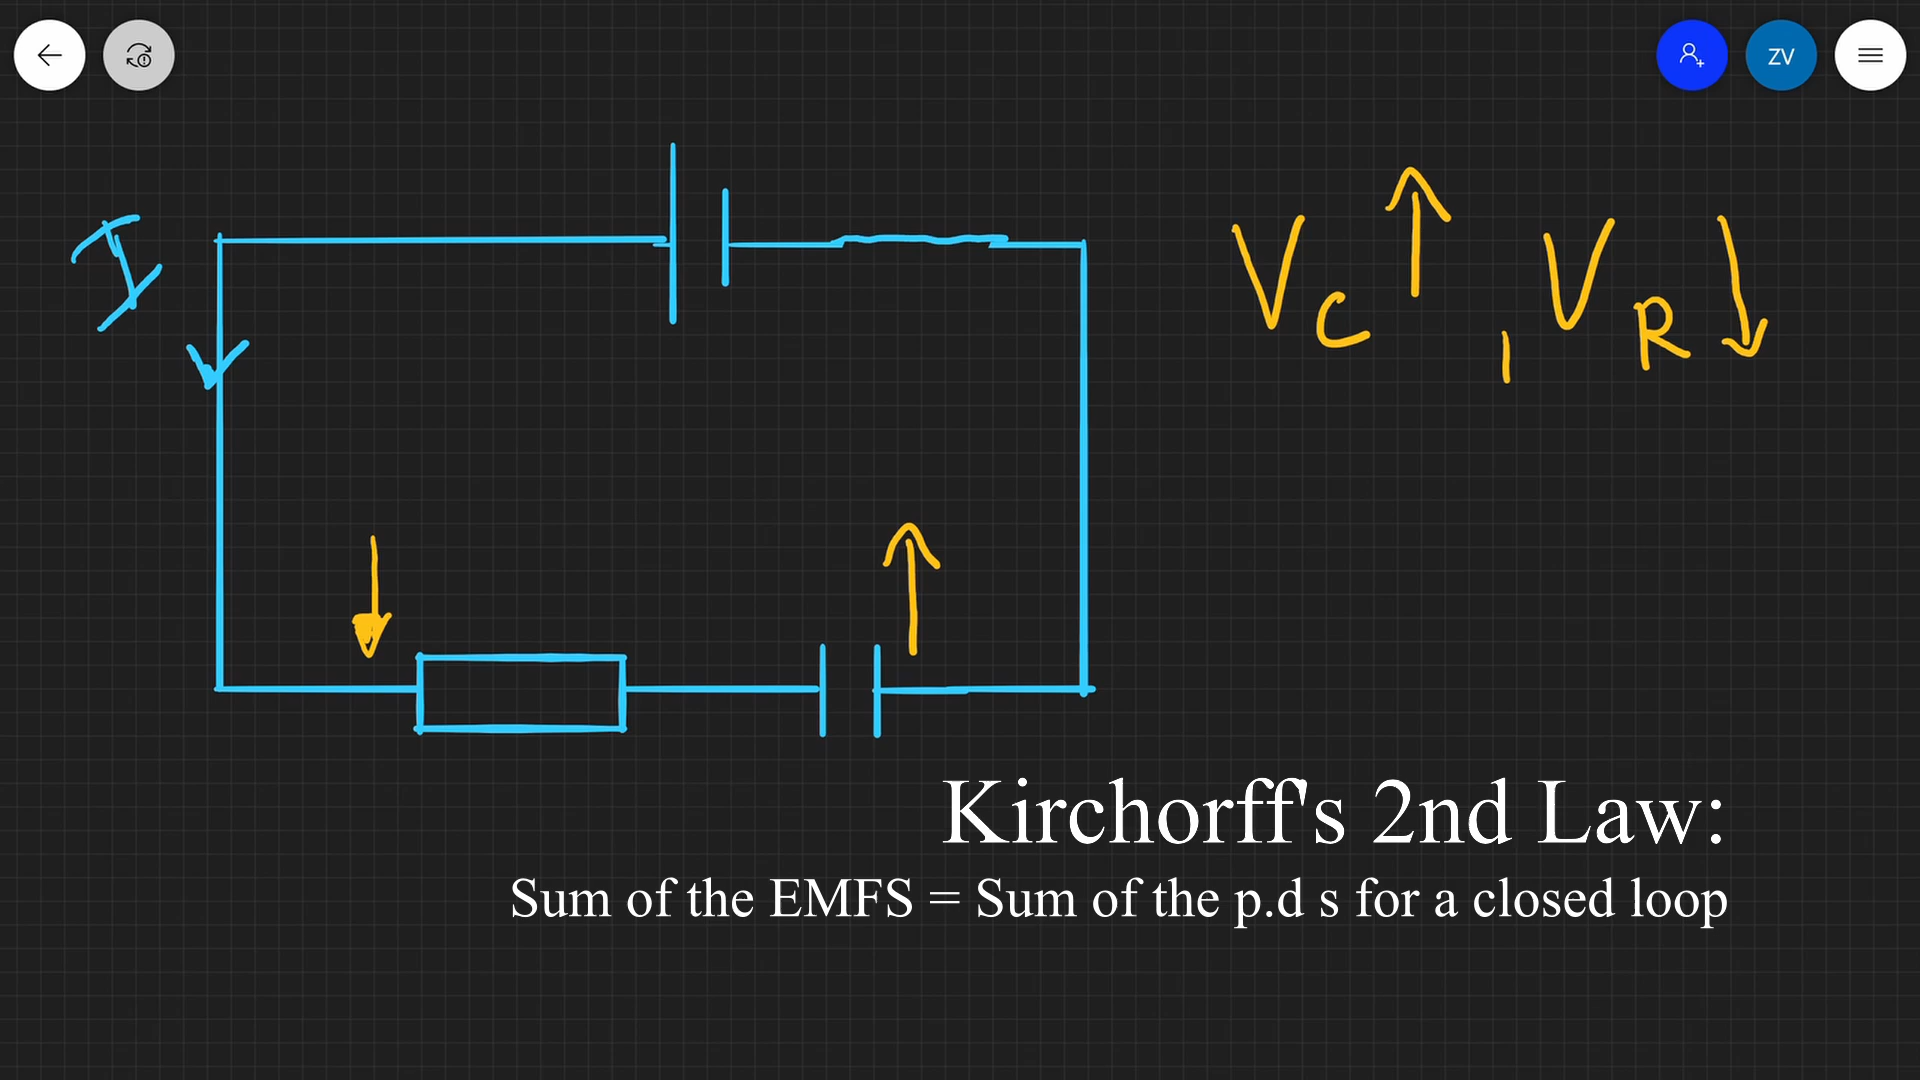 ZV
I
V_C ↑, V_R ↓
Kirchorff's 2nd Law:
Sum of the EMFS = Sum of the p.d s for a closed loop